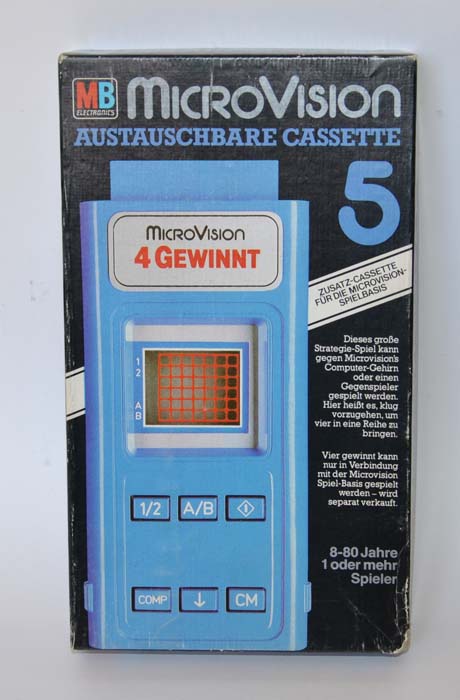 MB
ELECTRONICS
MICROVISION
AUSTAUSCHBARE CASSETTE
5
MICROVISION
4 GEWINNT
ZUSATZ-CASSETTE
FÜR DIE MICROVISION-
SPIELBASIS
1
2
A
B
Dieses große
Strategie-Spiel kann
gegen Microvision's
Computer-Gehirn
oder einen
Gegenspieler
gespielt werden.
Hier heißt es, klug
vorzugehen, um
vier in eine Reihe zu
bringen.
Vier gewinnt kann
nur in Verbindung
mit der Microvision
Spiel-Basis gespielt
werden – wird
separat verkauft.
1/2 A/B
COMP ↓ CM
8-80 Jahre
1 oder mehr
Spieler